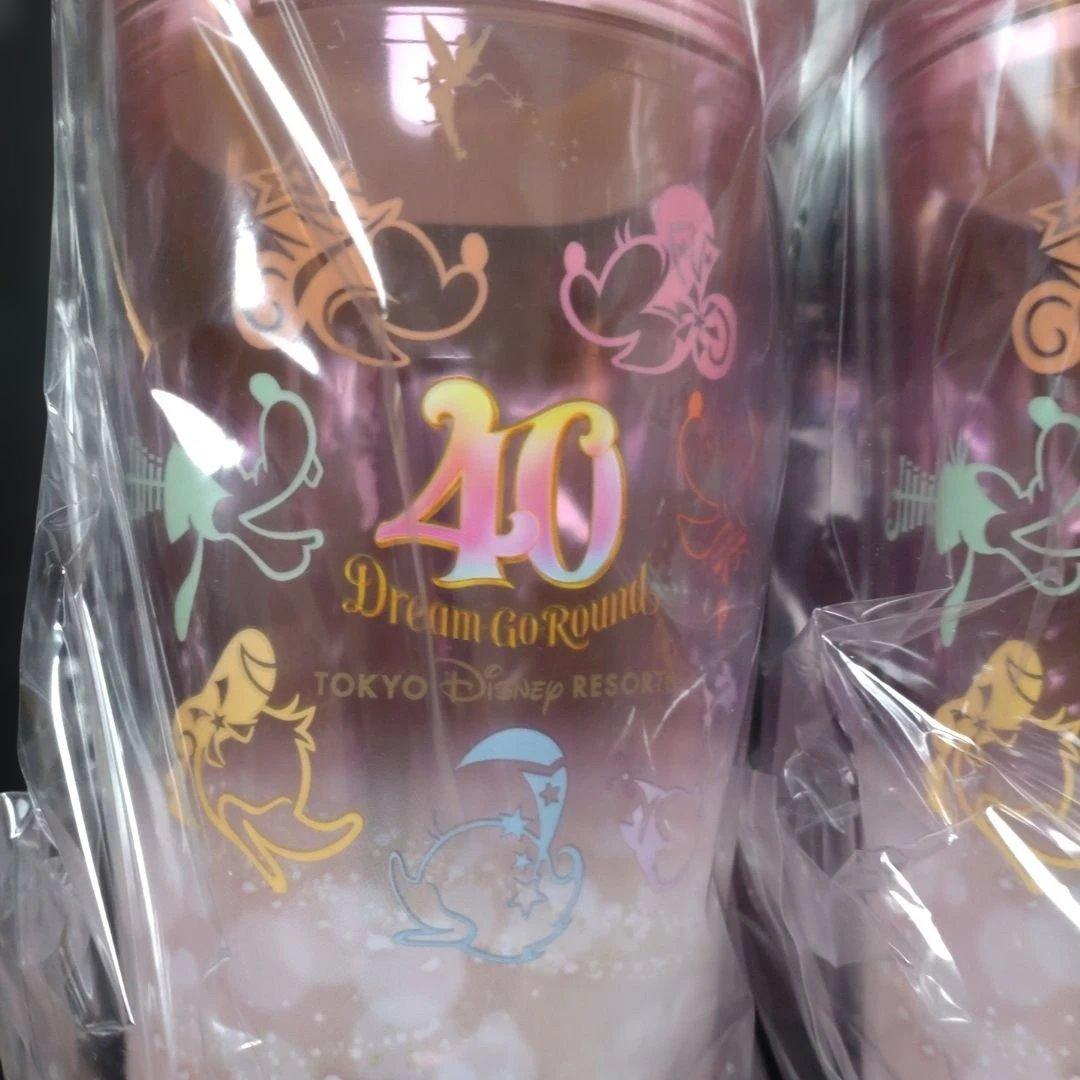 40
Dream-Go-Round
TOKYO Disney RESORT